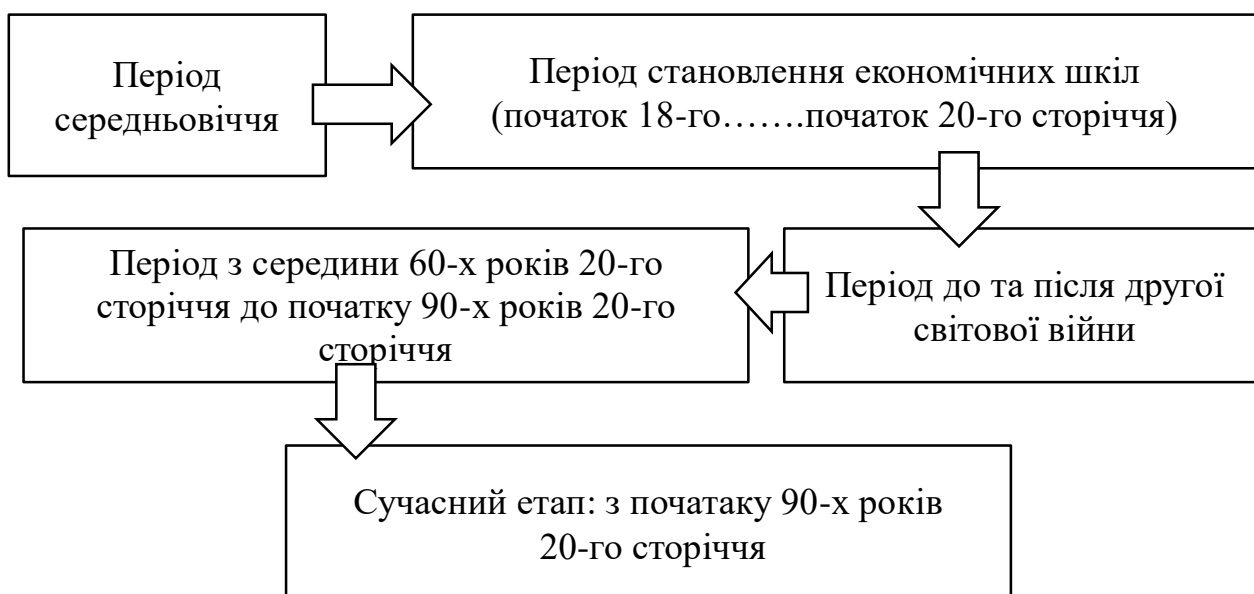 Період
середньовіччя
Період становлення економічних шкіл
(початок 18-го…….початок 20-го сторіччя)
Період до та після другої
світової війни
Період з середини 60-х років 20-го
сторіччя до початку 90-х років 20-го
сторіччя
Сучасний етап: з початаку 90-х років
20-го сторіччя